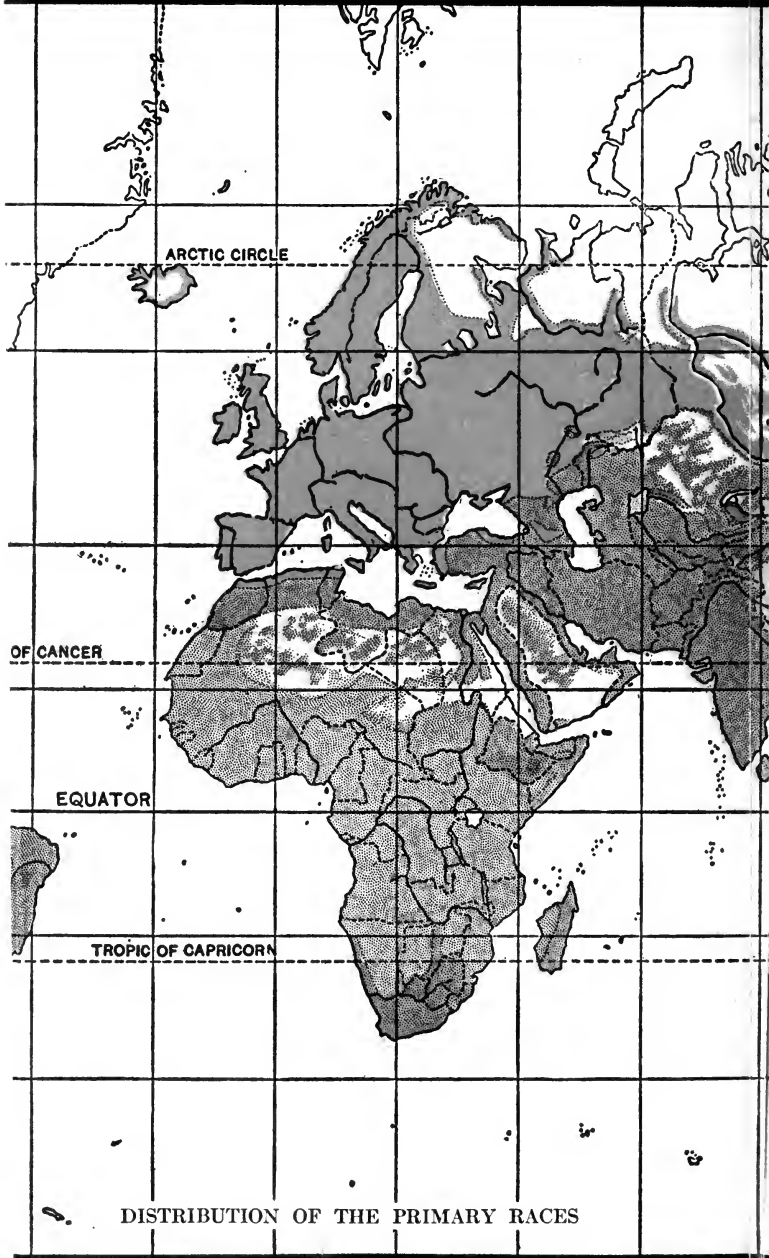 ARCTIC CIRCLE
OF CANCER
EQUATOR
TROPIC OF CAPRICORN
DISTRIBUTION OF THE PRIMARY RACES